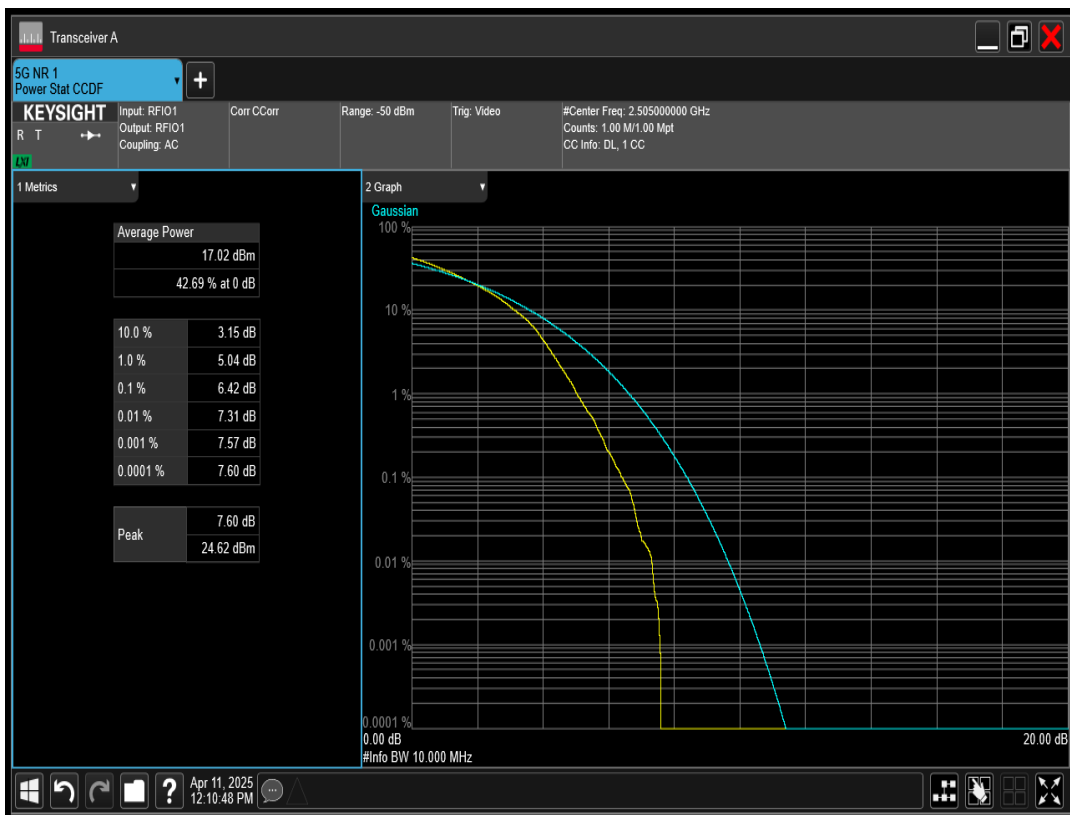 Transceiver A
5G NR 1
Power Stat CCDF
+
KEYSIGHT
R T
LXI
Input: RFIO1
Output: RFIO1
Coupling: AC
Corr CCorr
Range: -50 dBm
Trig: Video
#Center Freq: 2.505000000 GHz
Counts: 1.00 M/1.00 Mpt
CC Info: DL, 1 CC
1 Metrics
Average Power
17.02 dBm
42.69 % at 0 dB
10.0 % 3.15 dB
1.0 % 5.04 dB
0.1 % 6.42 dB
0.01 % 7.31 dB
0.001 % 7.57 dB
0.0001 % 7.60 dB
Peak
7.60 dB
24.62 dBm
2 Graph
Gaussian
100 %
10 %
1 %
0.1 %
0.01 %
0.001 %
0.0001 %
0.00 dB 20.00 dB
#Info BW 10.000 MHz
?
Apr 11, 2025
12:10:48 PM